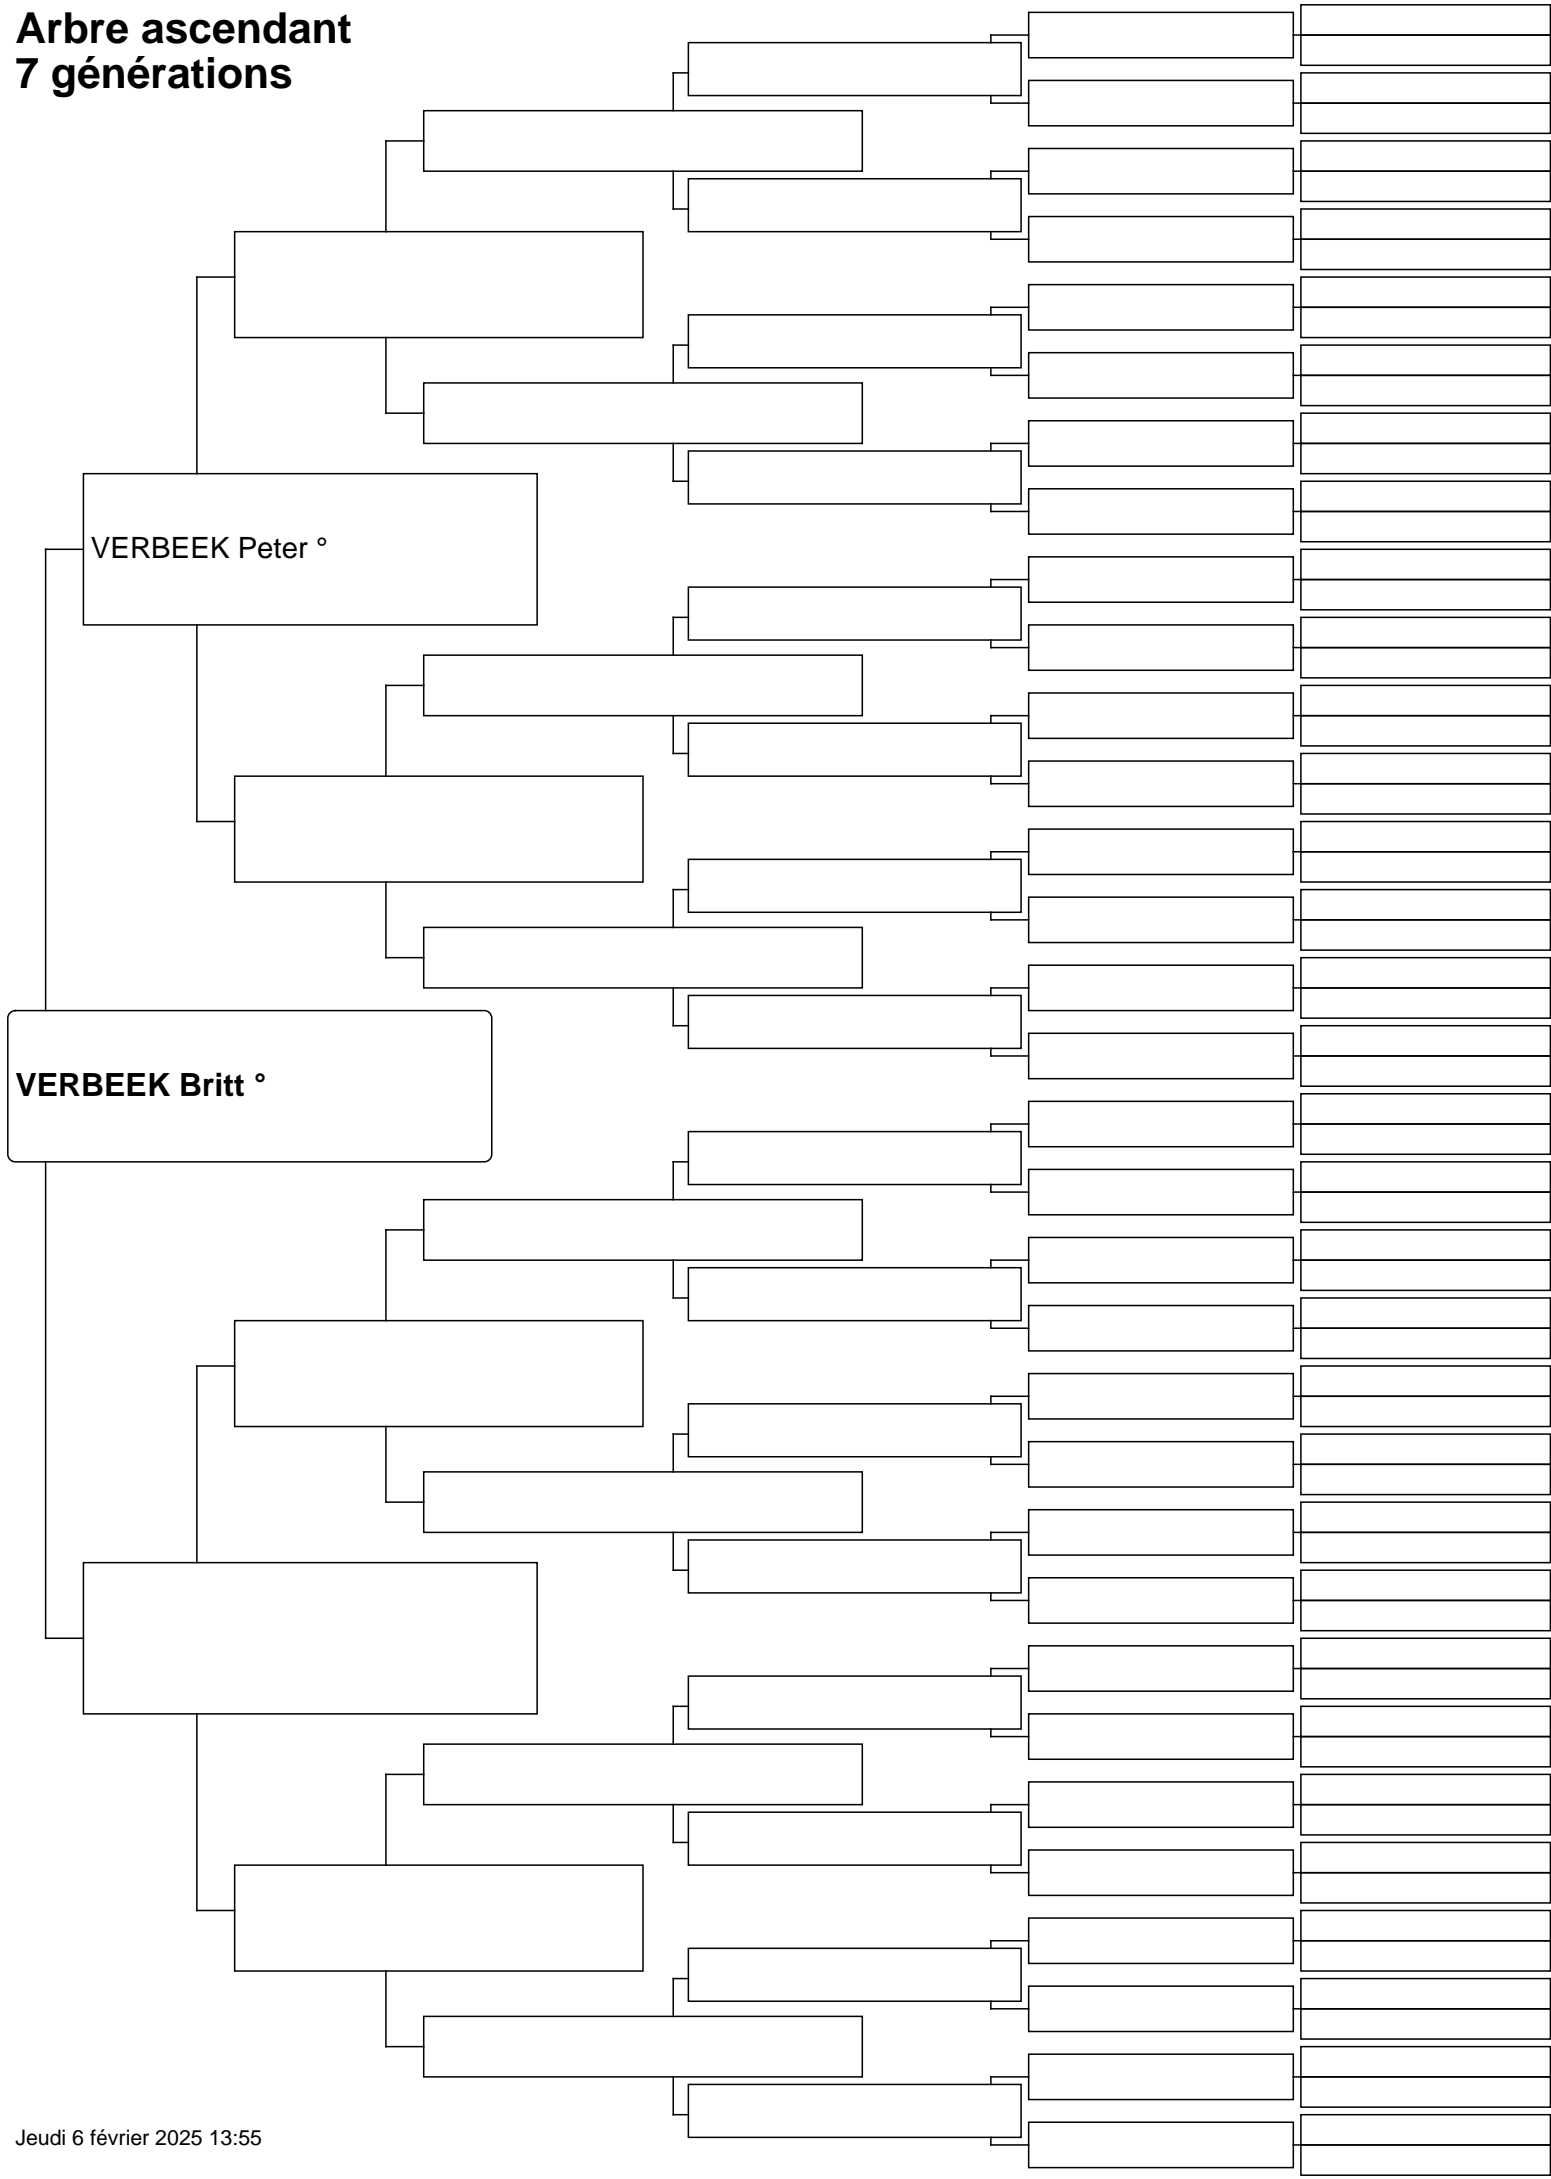 Arbre ascendant
7 générations
VERBEEK Peter °
VERBEEK Britt °
Jeudi 6 février 2025 13:55